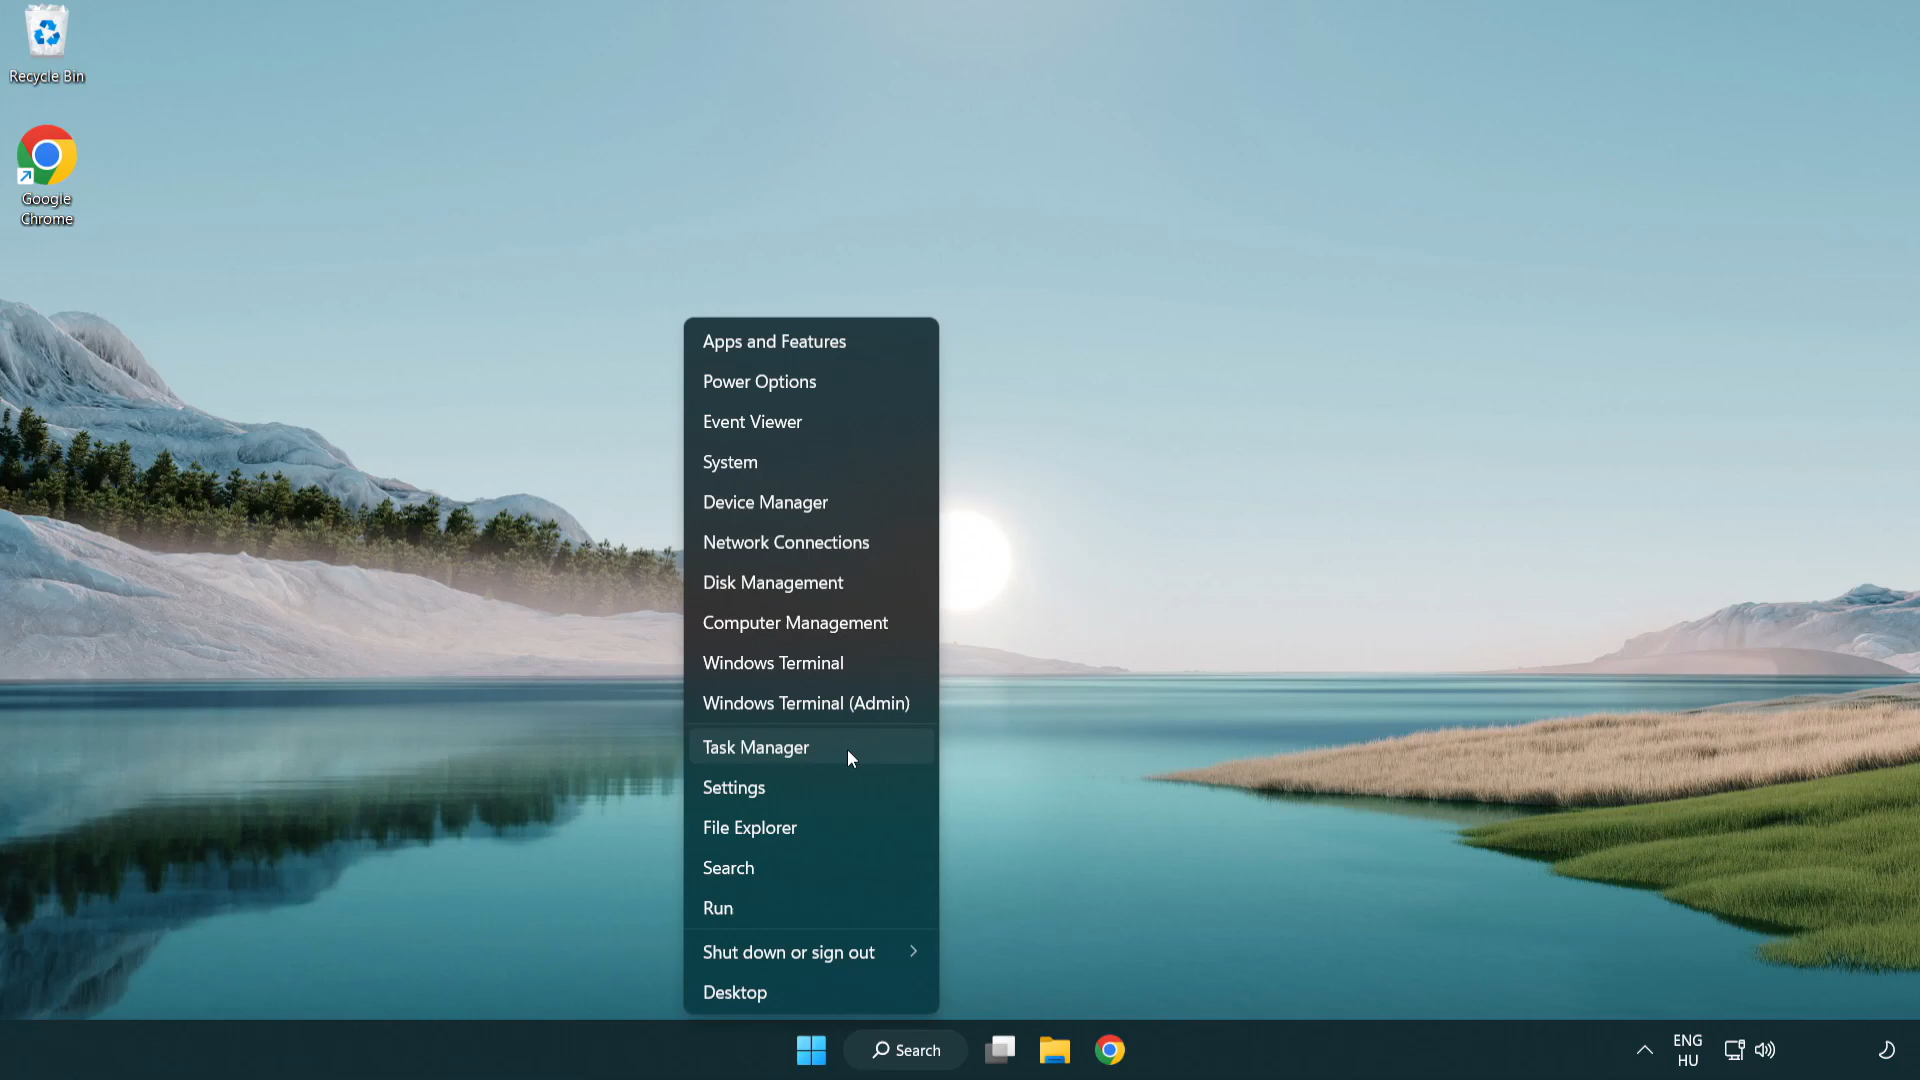 Recycle Bin
Google
Chrome
Apps and Features
Power Options
Event Viewer
System
Device Manager
Network Connections
Disk Management
Computer Management
Windows Terminal
Windows Terminal (Admin)
Task Manager
Settings
File Explorer
Search
Run
Shut down or sign out
Desktop
Search
ENG
HU